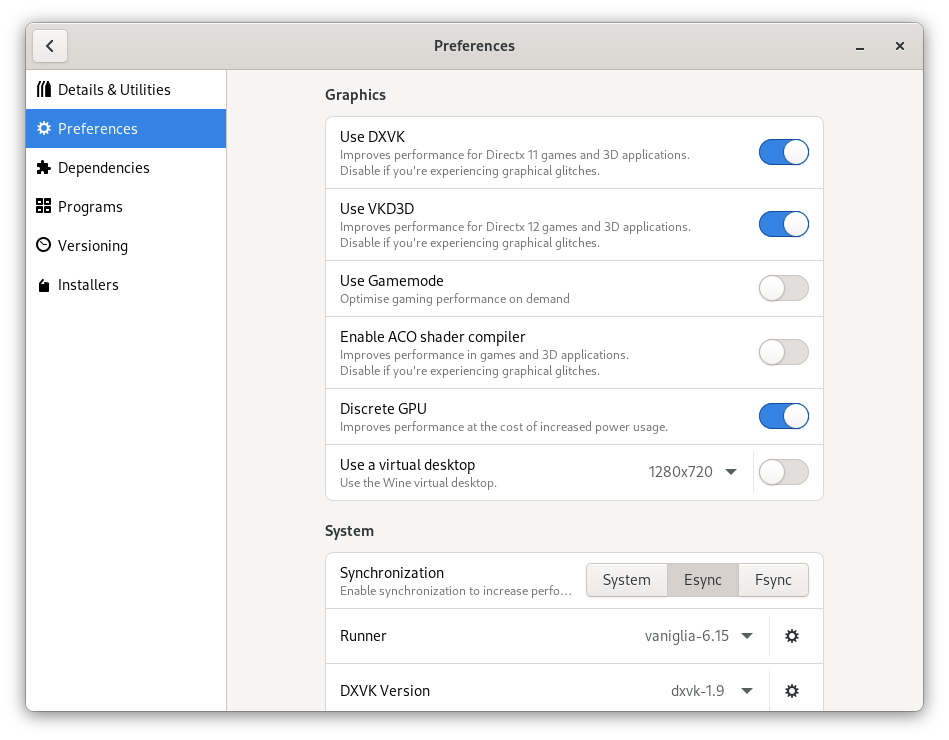 Preferences
Details & Utilities
Preferences
Dependencies
Programs
Versioning
Installers
Graphics
Use DXVK
Improves performance for Directx 11 games and 3D applications.
Disable if you're experiencing graphical glitches.
Use VKD3D
Improves performance for Directx 12 games and 3D applications.
Disable if you're experiencing graphical glitches.
Use Gamemode
Optimise gaming performance on demand
Enable ACO shader compiler
Improves performance in games and 3D applications.
Disable if you're experiencing graphical glitches.
Discrete GPU
Improves performance at the cost of increased power usage.
Use a virtual desktop
Use the Wine virtual desktop.
1280x720
System
Synchronization
Enable synchronization to increase perfo…
System Esync Fsync
Runner vaniglia-6.15
DXVK Version dxvk-1.9